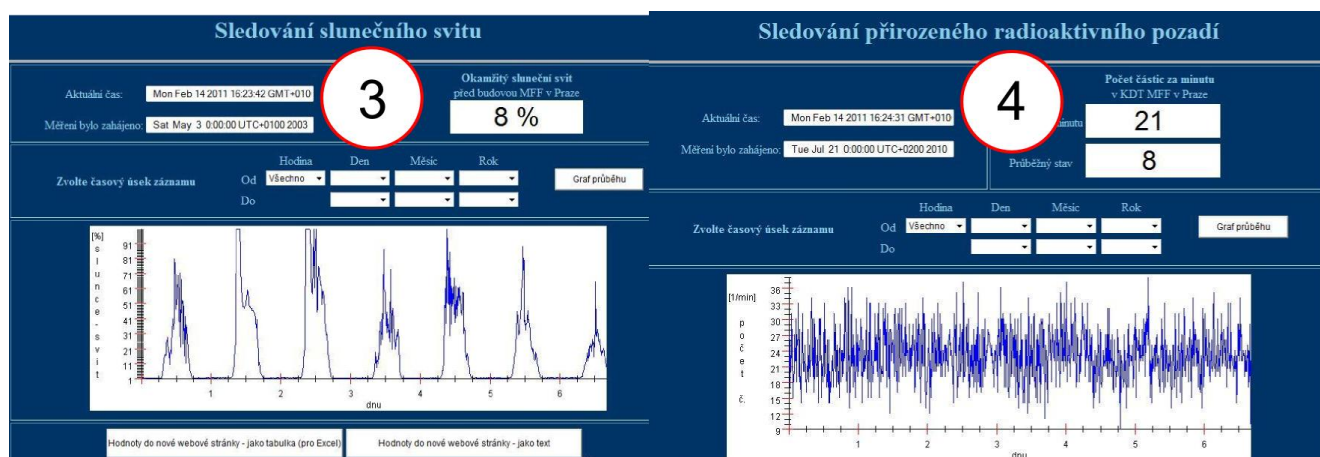 Sledování slunečního svitu
3
Aktuální čas: Mon Feb 14 2011 16:23:42 GMT+010
Měření bylo zahájeno: Sat May 3 0:00:00 UTC+0100 2003
Okamžitý sluneční svit
před budovou MFF v Praze
8 %
Hodina Den Měsíc Rok
Zvolte časový úsek záznamu Od Všechno Graf průběhu
Do
[%]
slunce-svit
91
81
71
61
51
41
31
21
11
1
1 2 3 4 5 6
dnu
Hodnoty do nové webové stránky - jako tabulka (pro Excel) Hodnoty do nové webové stránky - jako text
Sledování přirozeného radioaktivního pozadí
4
Aktuální čas: Mon Feb 14 2011 16:24:31 GMT+010
Měření bylo zahájeno: Tue Jul 21 0:00:00 UTC+0200 2010
Počet částic za minutu
v KDT MFF v Praze
21
Průběžný stav 8
Hodina Den Měsíc Rok
Zvolte časový úsek záznamu Od Všechno Graf průběhu
Do
[1/min]
počet č.
36
33
30
27
24
21
18
15
12
9
1 2 3 4 5 6
dnu